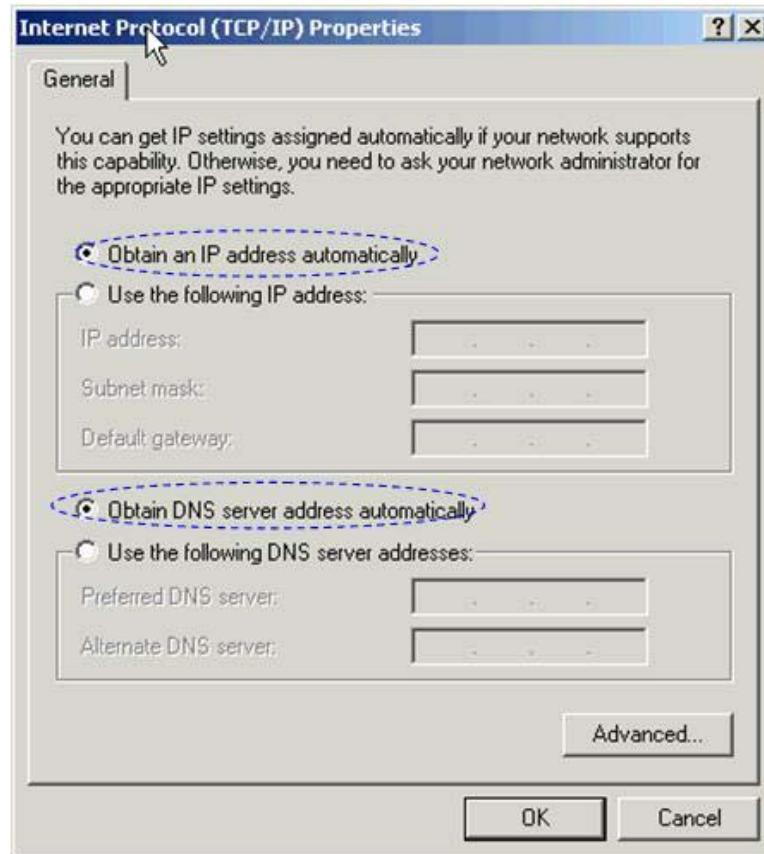 Internet Protocol (TCP/IP) Properties
General
You can get IP settings assigned automatically if your network supports
this capability. Otherwise, you need to ask your network administrator for
the appropriate IP settings.
Obtain an IP address automatically
Use the following IP address:
IP address:
Subnet mask:
Default gateway:
Obtain DNS server address automatically
Use the following DNS server addresses:
Preferred DNS server:
Alternate DNS server:
Advanced...
OK
Cancel